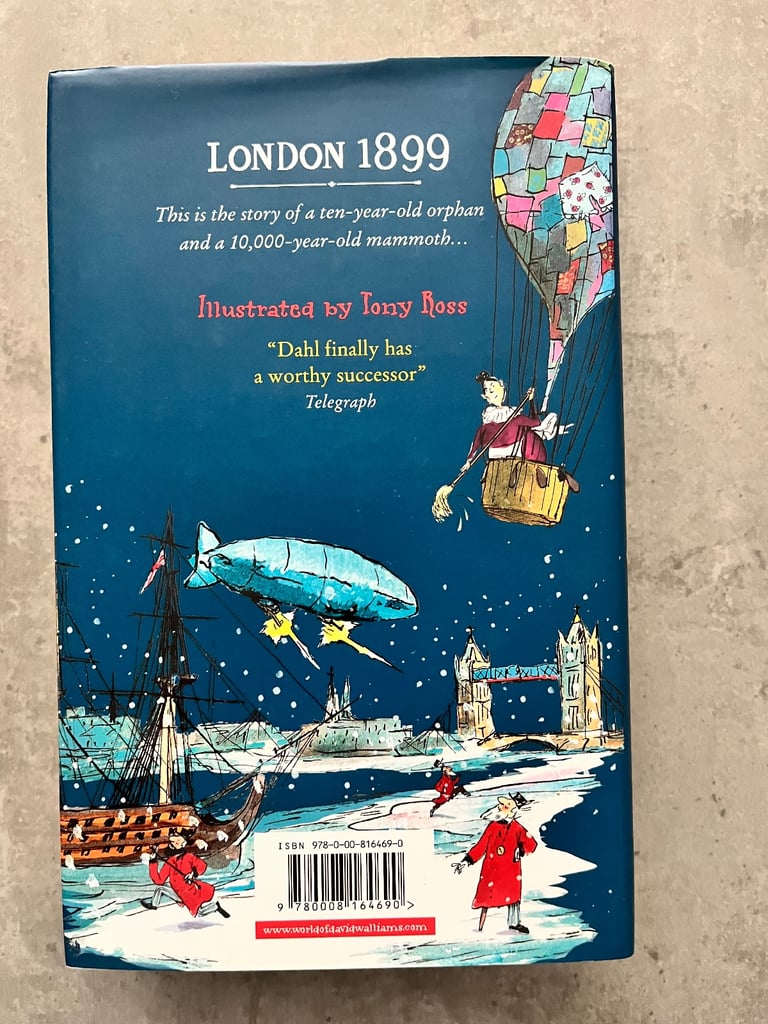 LONDON 1899
This is the story of a ten-year-old orphan
and a 10,000-year-old mammoth...
Illustrated by Tony Ross
“Dahl finally has
a worthy successor”
Telegraph
ISBN 978-0-00-816469-0
9 780008 164690 >
www.worldofdavidwalliams.com